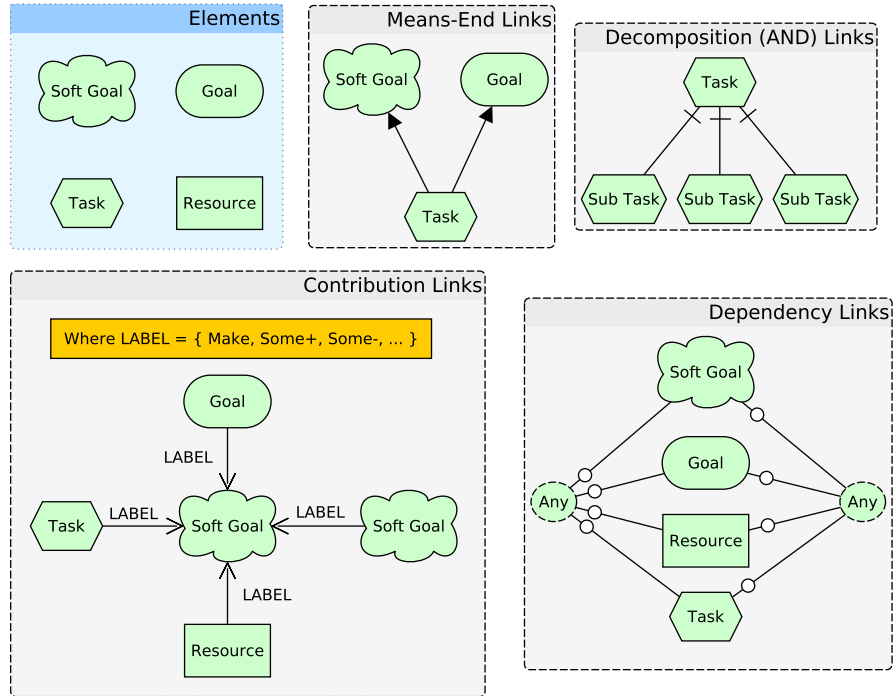 Elements
Soft Goal
Goal
Task
Resource
Means-End Links
Soft Goal
Goal
Task
Decomposition (AND) Links
Task
Sub Task
Sub Task
Sub Task
Contribution Links
Where LABEL = { Make, Some+, Some-, ... }
Goal
LABEL
Task
LABEL
Soft Goal
LABEL
Soft Goal
LABEL
Resource
Dependency Links
Soft Goal
Goal
Any
Any
Resource
Task